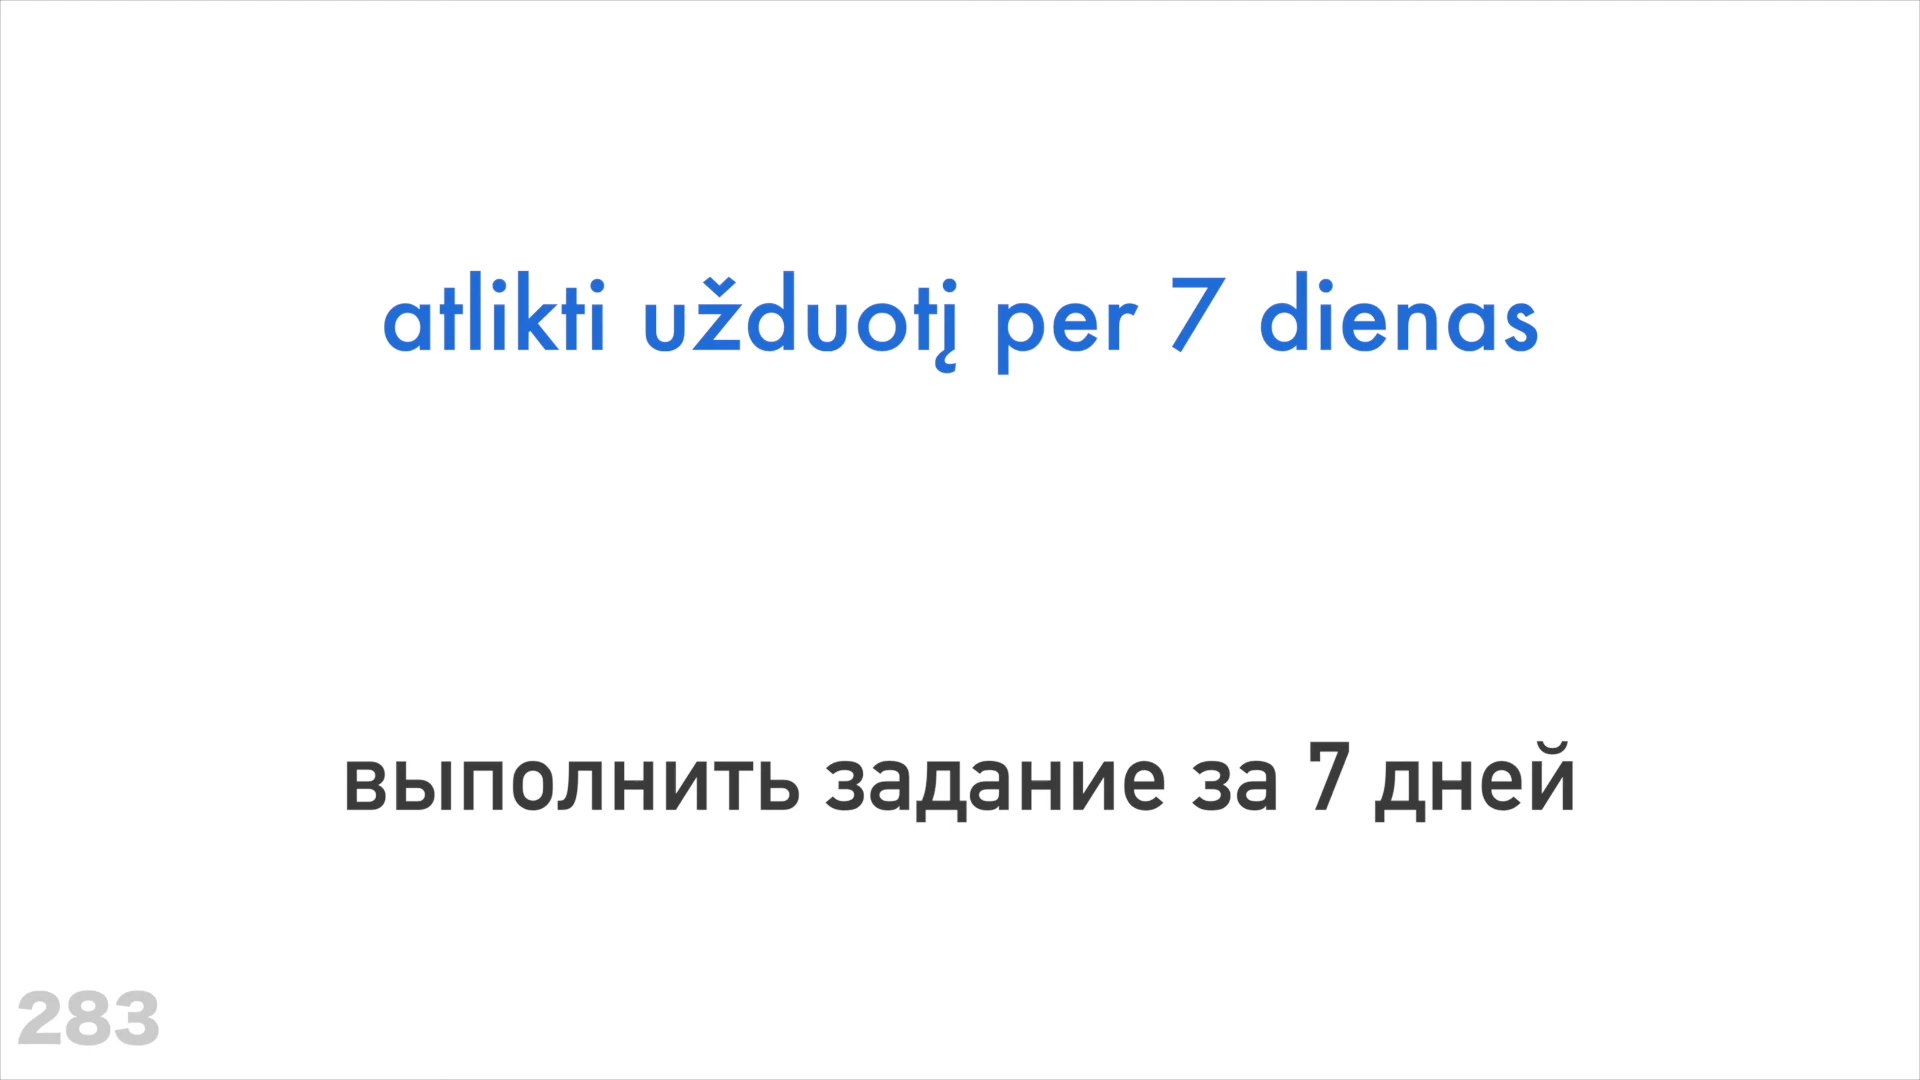 atlikti užduotį per 7 dienas
выполнить задание за 7 дней
283